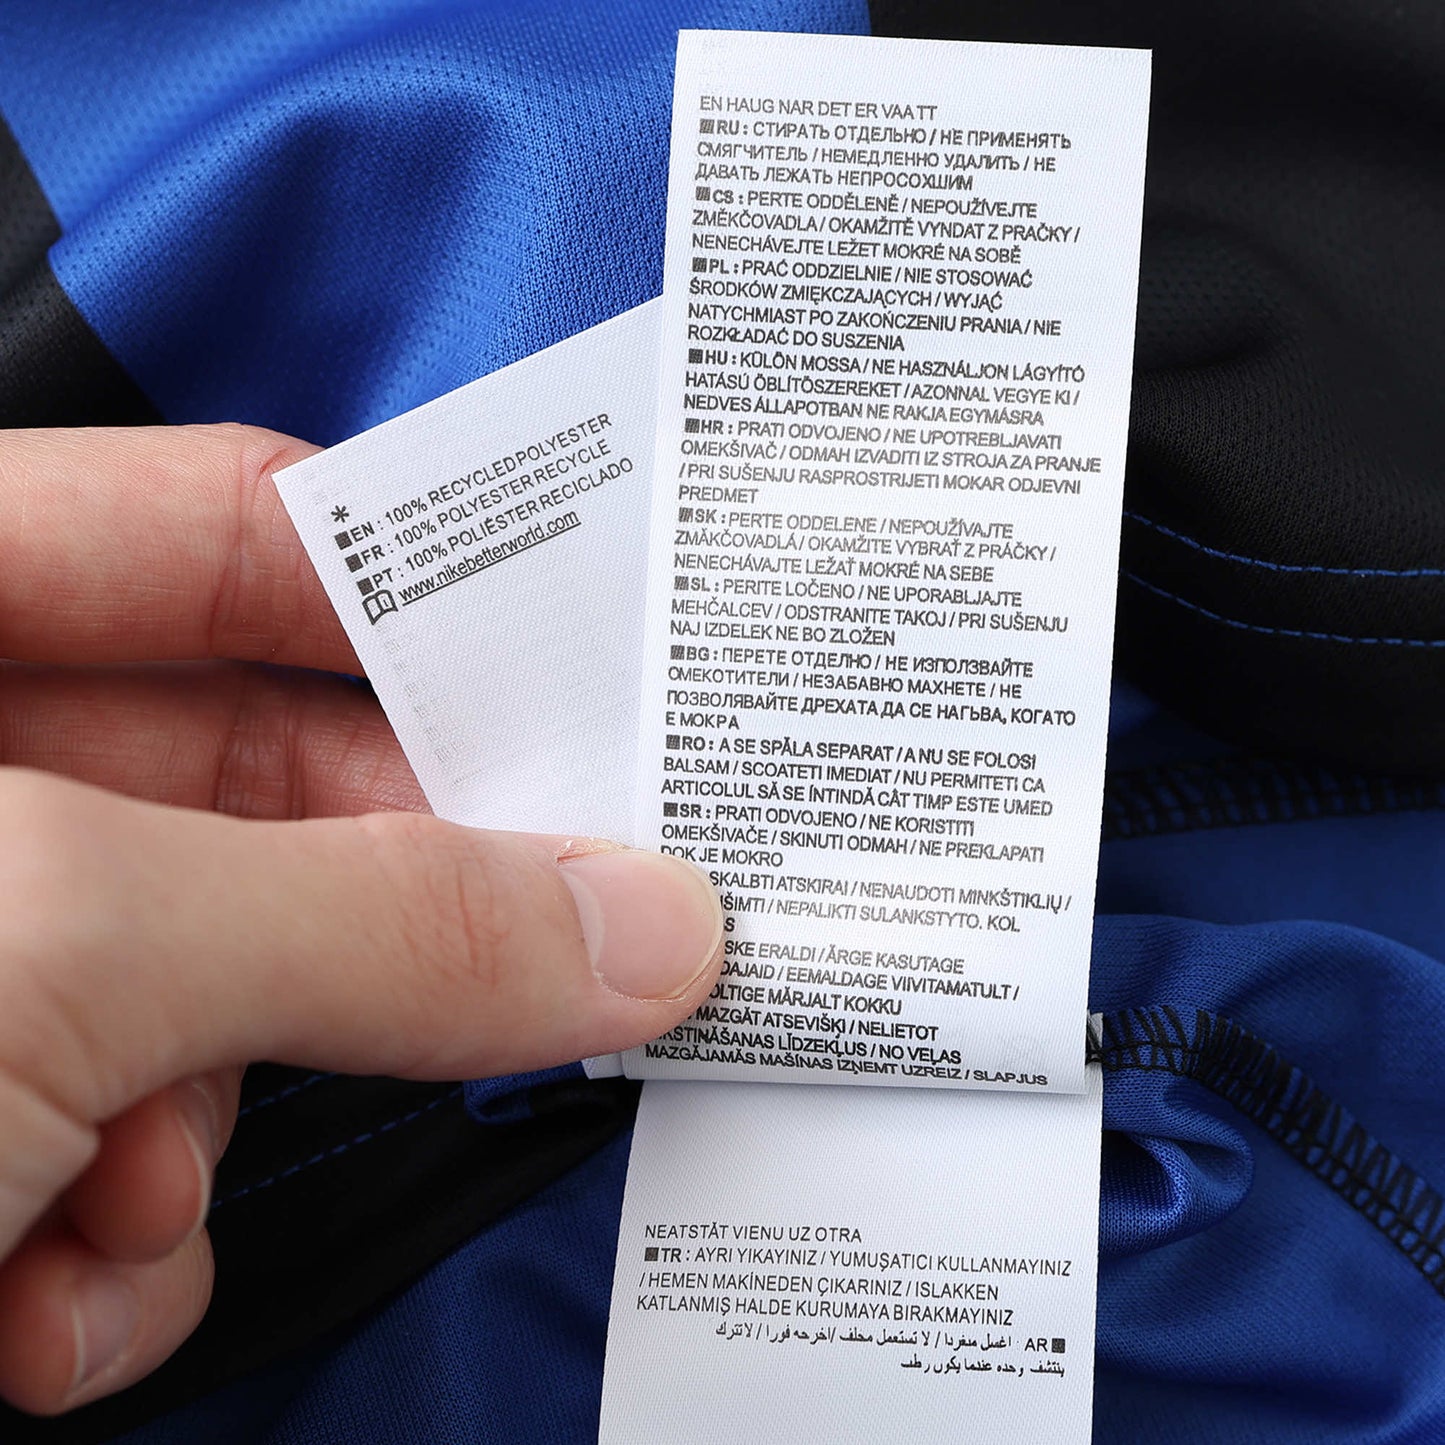 *
EN : 100% RECYCLED POLYESTER
FR : 100% POLYESTER RECYCLE
PT : 100% POLIÉSTER RECICLADO
www.nikebetterworld.com
EN HAUG NAR DET ER VAA TT
RU : СТИРАТЬ ОТДЕЛЬНО / НЕ ПРИМЕНЯТЬ
СМЯГЧИТЕЛЬ / НЕМЕДЛЕННО УДАЛИТЬ / НЕ
ДАВАТЬ ЛЕЖАТЬ НЕПРОСОХШИМ
CS : PERTE ODDĚLENĚ / NEPOUŽÍVEJTE
ZMĚKČOVADLA / OKAMŽITĚ VYNDAT Z PRAČKY /
NENECHÁVEJTE LEŽET MOKRÉ NA SOBĚ
PL : PRAĆ ODDZIELNIE / NIE STOSOWAĆ
ŚRODKÓW ZMIĘKCZAJĄCYCH / WYJĄĆ
NATYCHMIAST PO ZAKOŃCZENIU PRANIA / NIE
ROZKŁADAĆ DO SUSZENIA
HU : KÜLÖN MOSSA / NE HASZNÁLJON LÁGYÍTÓ
HATÁSÚ ÖBLÍTÖSZEREKET / AZONNAL VEGYE KI /
NEDVES ÁLLAPOTBAN NE RAKJA EGYMÁSRA
HR : PRATI ODVOJENO / NE UPOTREBLJAVATI
OMEKŠIVAČ / ODMAH IZVADITI IZ STROJA ZA PRANJE
/ PRI SUŠENJU RASPROSTRIJETI MOKAR ODJEVNI
PREDMET
SK : PERTE ODDELENE / NEPOUŽÍVAJTE
ZMÄKČOVADLÁ / OKAMŽITE VYBRAŤ Z PRÁČKY /
NENECHÁVAJTE LEŽAŤ MOKRÉ NA SEBE
SL : PERITE LOČENO / NE UPORABLJAJTE
MEHČALCEV / ODSTRANITE TAKOJ / PRI SUŠENJU
NAJ IZDELEK NE BO ZLOŽEN
BG : ПЕРЕТЕ ОТДЕЛНО / НЕ ИЗПОЛЗВАЙТЕ
ОМЕКОТИТЕЛИ / НЕЗАБАВНО МАХНЕТЕ / НЕ
ПОЗВОЛЯВАЙТЕ ДРЕХАТА ДА СЕ НАГЪВА, КОГАТО
Е МОКРА
RO : A SE SPĂLA SEPARAT / A NU SE FOLOSI
BALSAM / SCOATETI IMEDIAT / NU PERMITETI CA
ARTICOLUL SĂ SE ÎNTINDĂ CÂT TIMP ESTE UMED
SR : PRATI ODVOJENO / NE KORISTITI
OMEKŠIVAČE / SKINUTI ODMAH / NE PREKLAPATI
DOK JE MOKRO
SKALBTI ATSKIRAI / NENAUDOTI MINKŠTIKLIŲ /
IŠIMTI / NEPALIKTI SULANKSTYTO. KOL
S
SKE ERALDI / ÄRGE KASUTAGE
DAJAID / EEMALDAGE VIIVITAMATULT /
OLTIGE MÄRJALT KOKKU
MAZGĀT ATSEVIŠĶI / NELIETOT
KSTINĀŠANAS LĪDZEKĻUS / NO VEĻAS
MAZGĀJAMĀS MAŠĪNAS IZŅEMT UZREIZ / SLAPJUS
NEATSTĀT VIENU UZ OTRA
TR : AYRI YIKAYINIZ / YUMUŞATICI KULLANMAYINIZ
/ HEMEN MAKİNEDEN ÇIKARINIZ / ISLAKKEN
KATLANMIŞ HALDE KURUMAYA BIRAKMAYINIZ
AR اغسل مفردا / لا تستعمل مخلف /اخرجه فورا / لاتترك
ينتشف وحده عندما يكون رطب